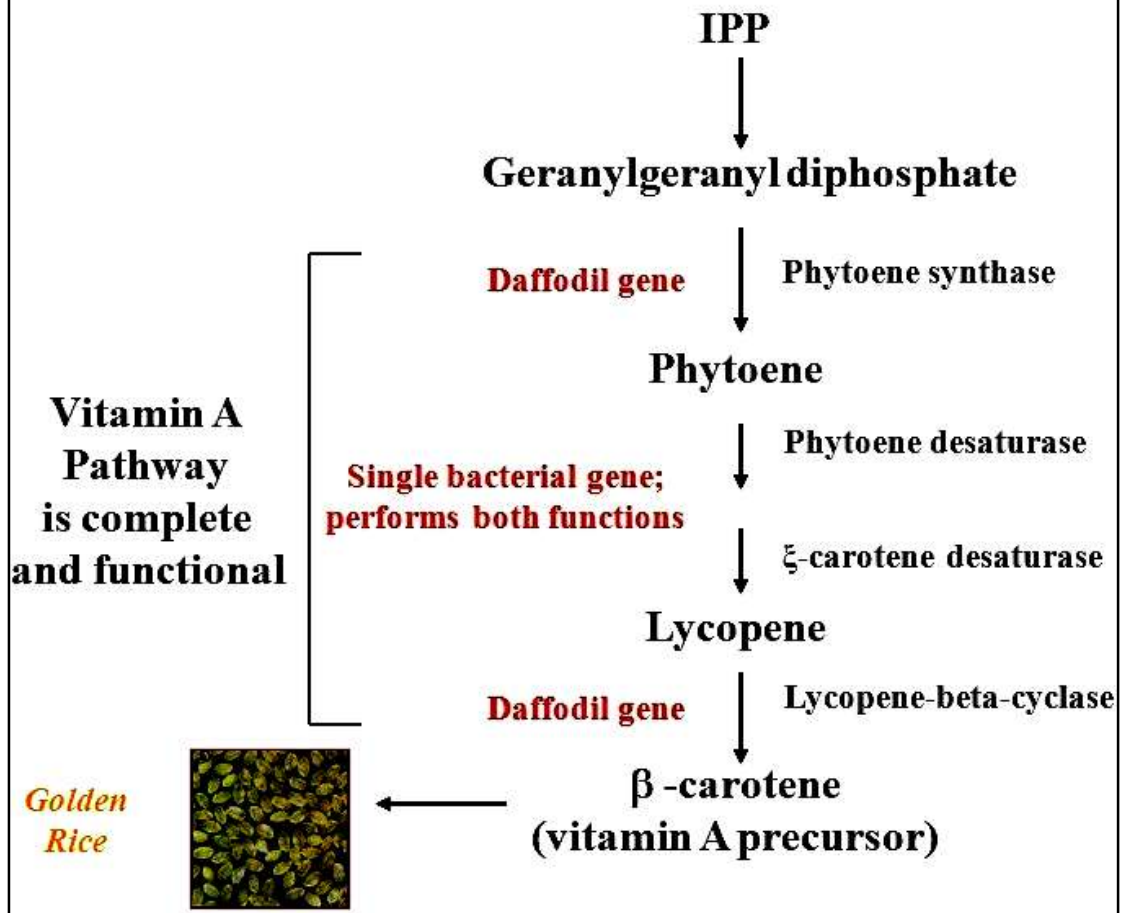 IPP
Geranylgeranyl diphosphate
Daffodil gene
Phytoene synthase
Phytoene
Vitamin A
Pathway
is complete
and functional
Phytoene desaturase
Single bacterial gene;
performs both functions
ξ-carotene desaturase
Lycopene
Daffodil gene
Lycopene-beta-cyclase
β -carotene
(vitamin A precursor)
Golden
Rice